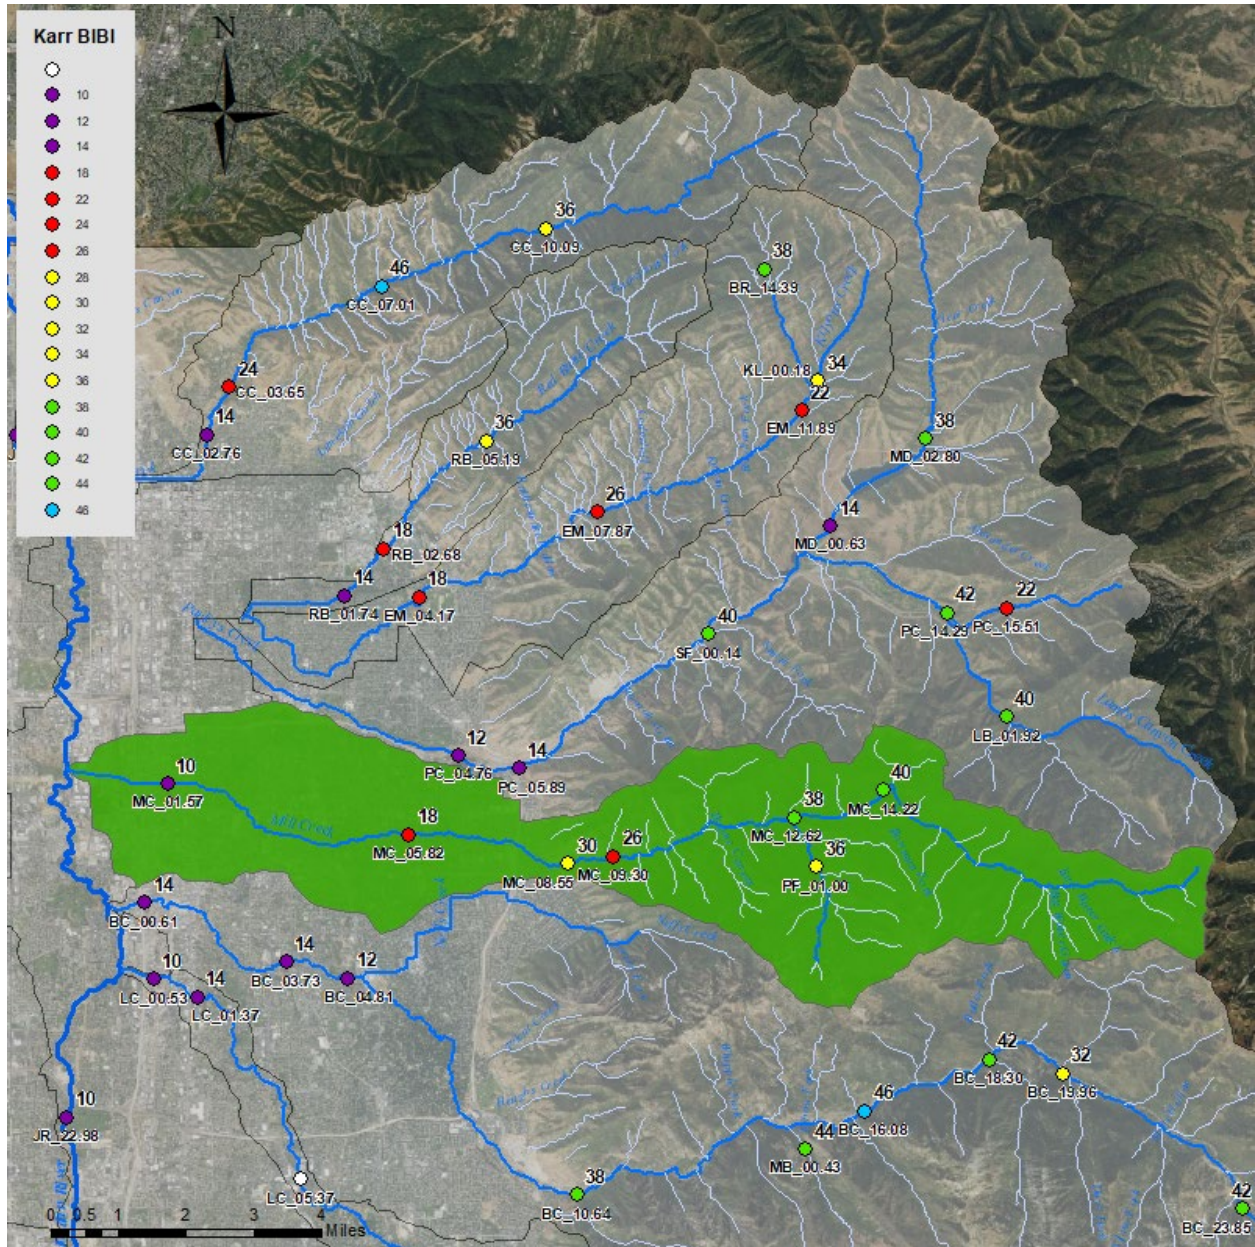 Karr BIBI
N
10
12
14
18
22
24
26
28
30
32
34
36
38
40
42
44
46
36
CC_10.09
46
CC_07.01
24
CC_03.65
14
CC_02.76
38
BR_14.39
KL_00.18
34
22
EM_11.89
38
MD_02.80
36
RB_05.19
26
EM_07.87
14
MD_00.63
18
RB_02.68
14
RB_01.74
18
EM_04.17
42
PC_14.29
22
PC_15.51
40
SF_00.14
40
LB_01.92
12
PC_04.76
14
PC_05.89
10
MC_01.57
Mill Creek
18
MC_05.82
30
MC_08.55
26
MC_09.30
38
MC_12.62
40
MC_14.22
36
PF_01.00
14
BC_00.61
14
BC_03.73
12
BC_04.81
10
LC_00.53
14
LC_01.37
10
JR_22.98
LC_05.37
38
BC_10.64
44
MB_00.43
46
BC_16.08
42
BC_18.30
32
BC_19.96
42
BC_23.85
0 0.5 1 2 3 4
Miles